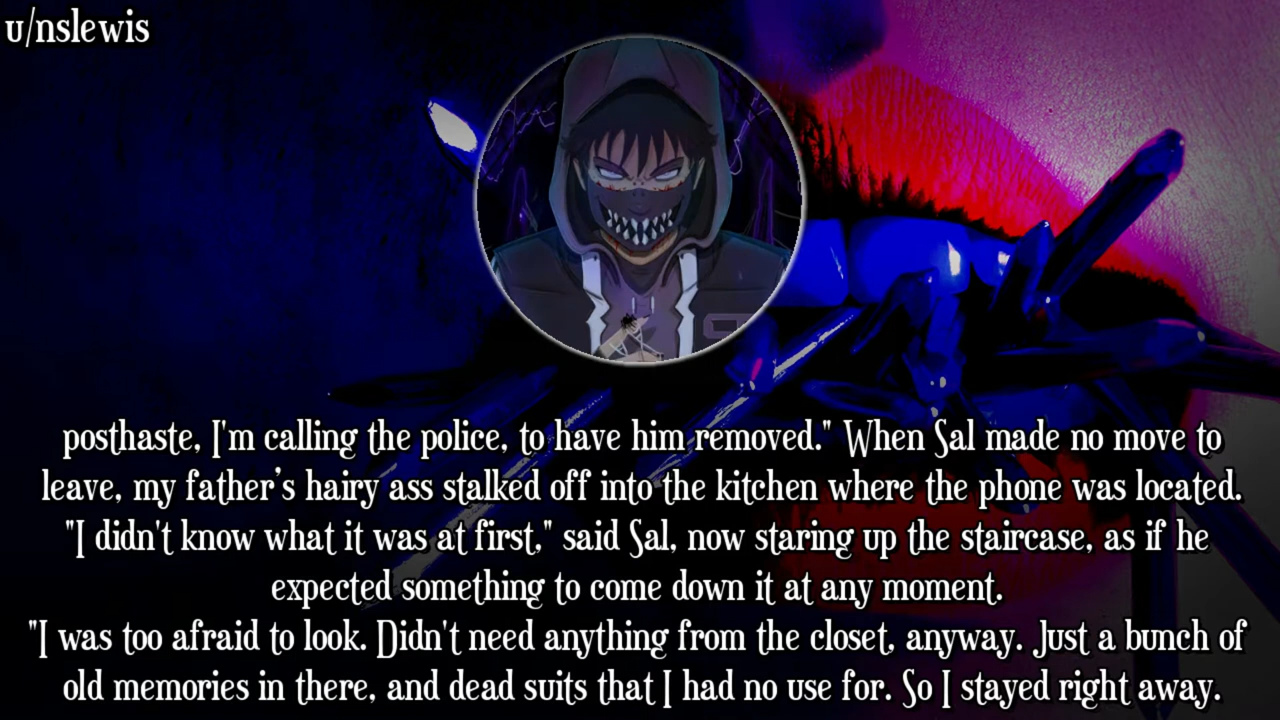 u/nslewis
posthaste, I'm calling the police, to have him removed." When Sal made no move to
leave, my father’s hairy ass stalked off into the kitchen where the phone was located.
"I didn't know what it was at first," said Sal, now staring up the staircase, as if he
expected something to come down it at any moment.
"I was too afraid to look. Didn't need anything from the closet, anyway. Just a bunch of
old memories in there, and dead suits that I had no use for. So I stayed right away.